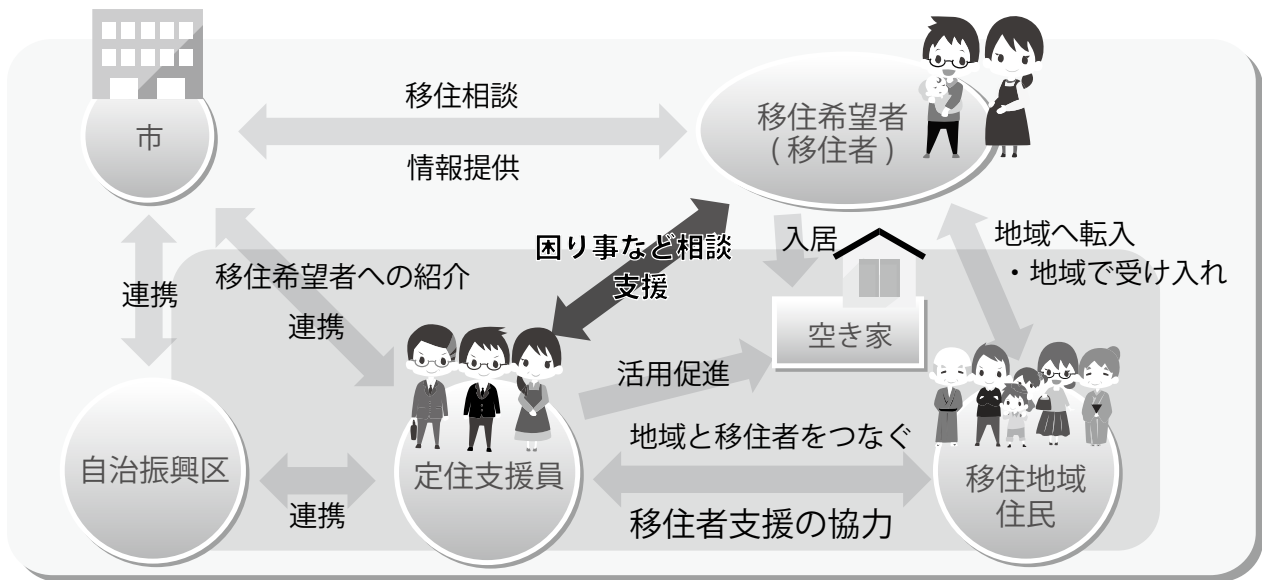 移住相談
市
移住希望者
(移住者)
情報提供
困り事など相談
支援
入居
地域へ転入
・地域で受け入れ
移住希望者への紹介
連携
連携
空き家
活用促進
地域と移住者をつなぐ
自治振興区
定住支援員
移住地域
住民
連携
移住者支援の協力